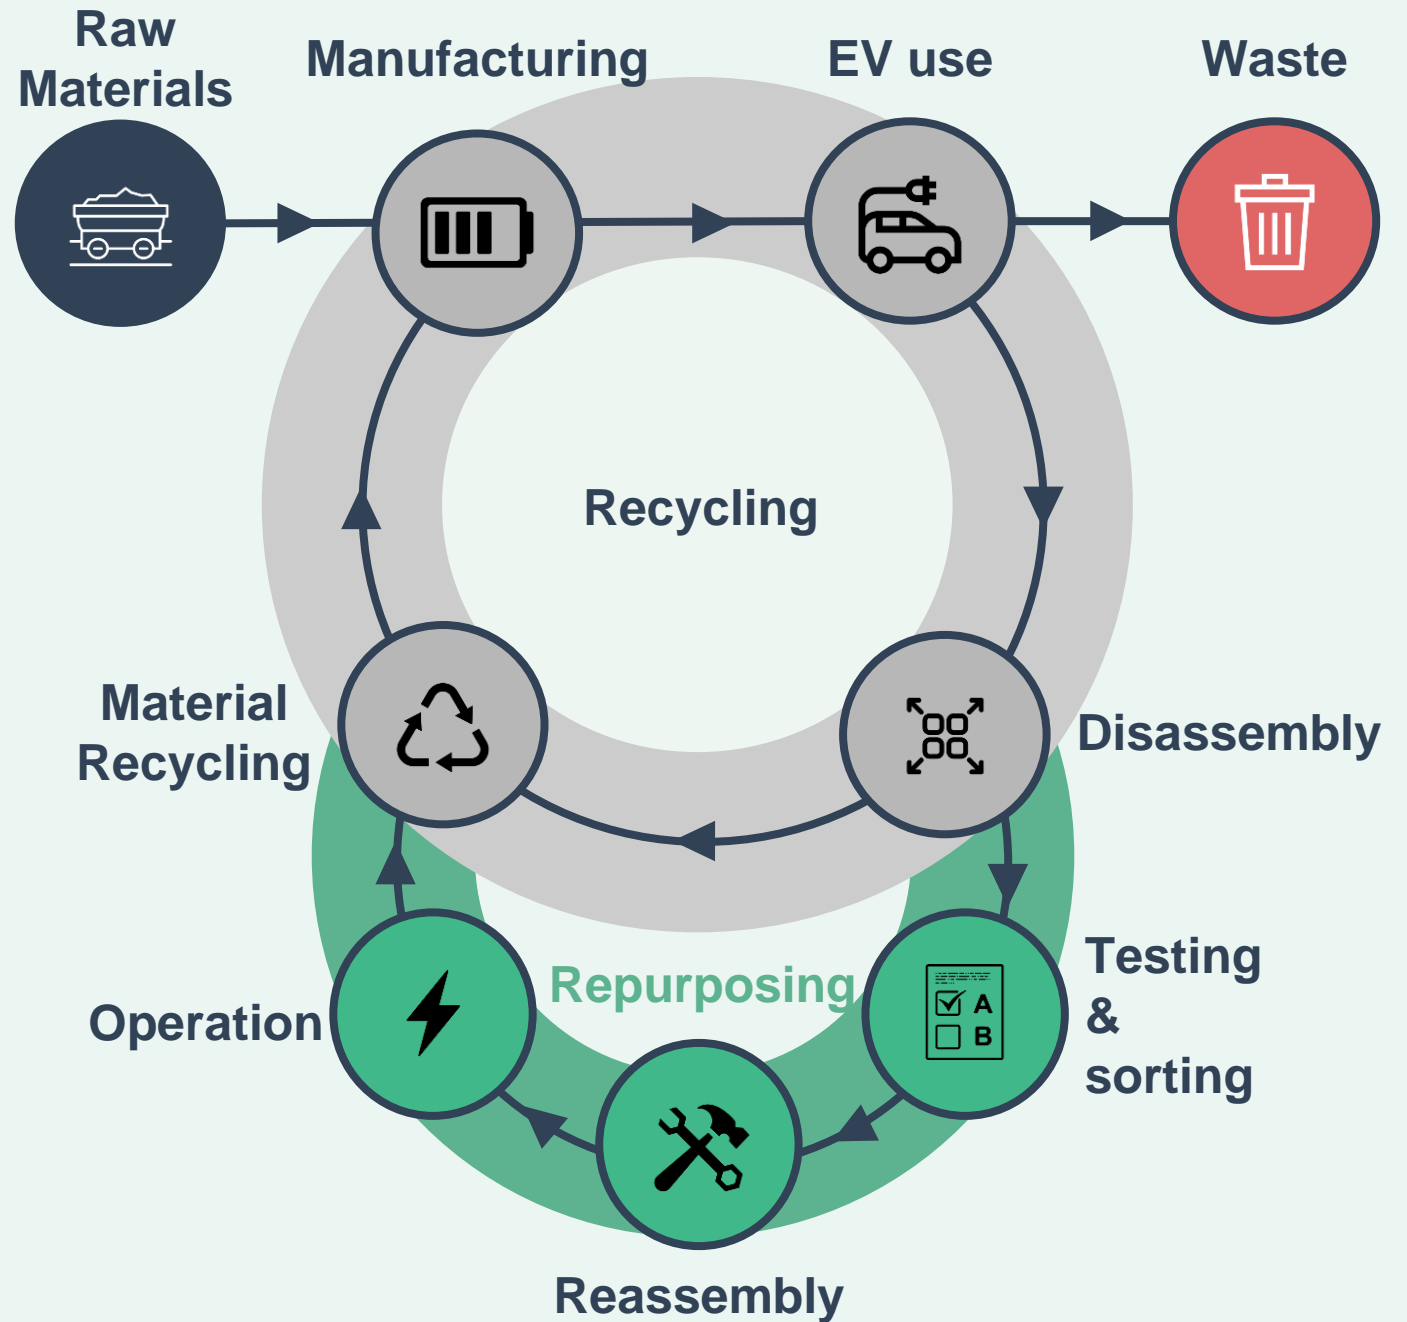 Raw
Materials
Manufacturing
EV use
Waste
Recycling
Material
Recycling
Disassembly
Repurposing
Testing
&
sorting
A
B
Operation
Reassembly